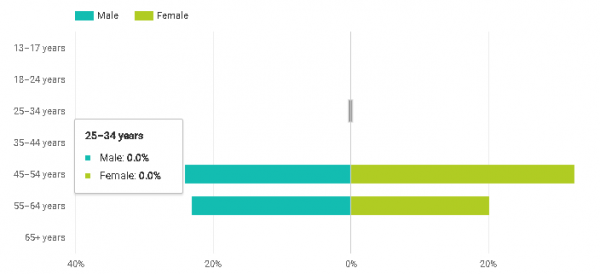 Male Female
13–17 years
18–24 years
25–34 years
35–44 years
45–54 years
55–64 years
65+ years
25–34 years
Male: 0.0%
Female: 0.0%
40% 20% 0% 20%